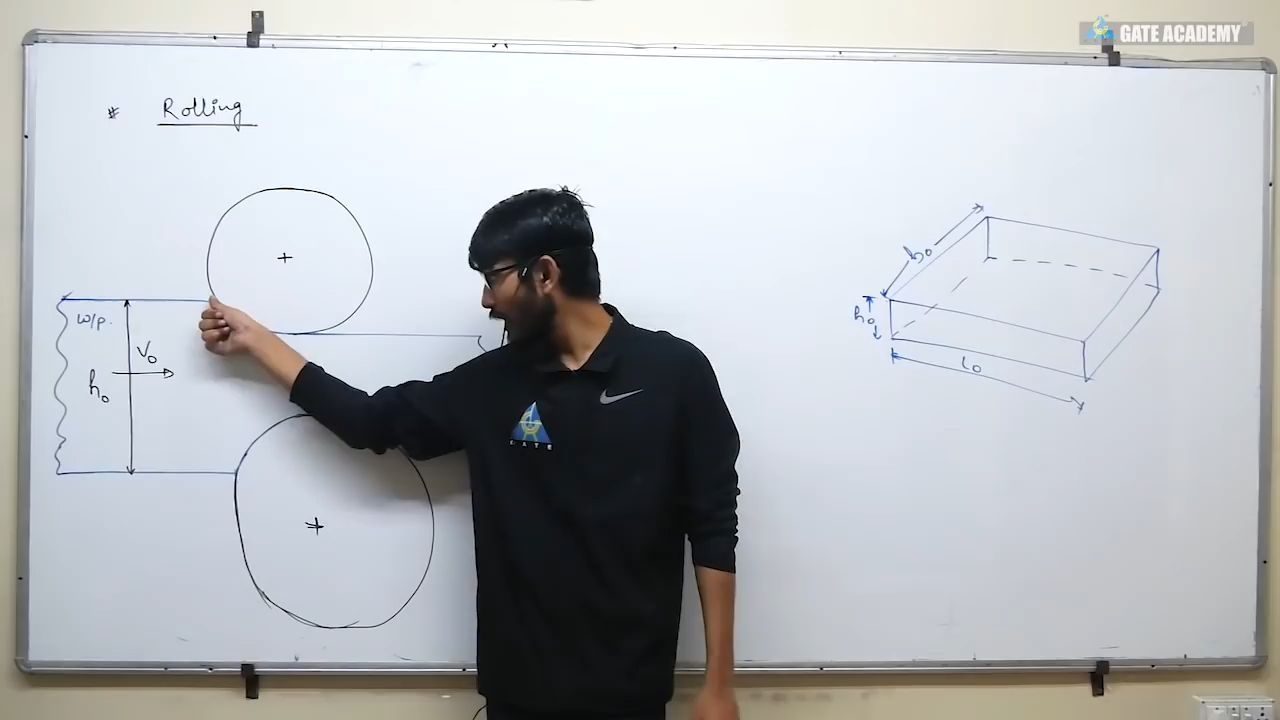 GATE ACADEMY
# Rolling
w/p.
V₀
h₀
b₀
h₀
L₀
GATE